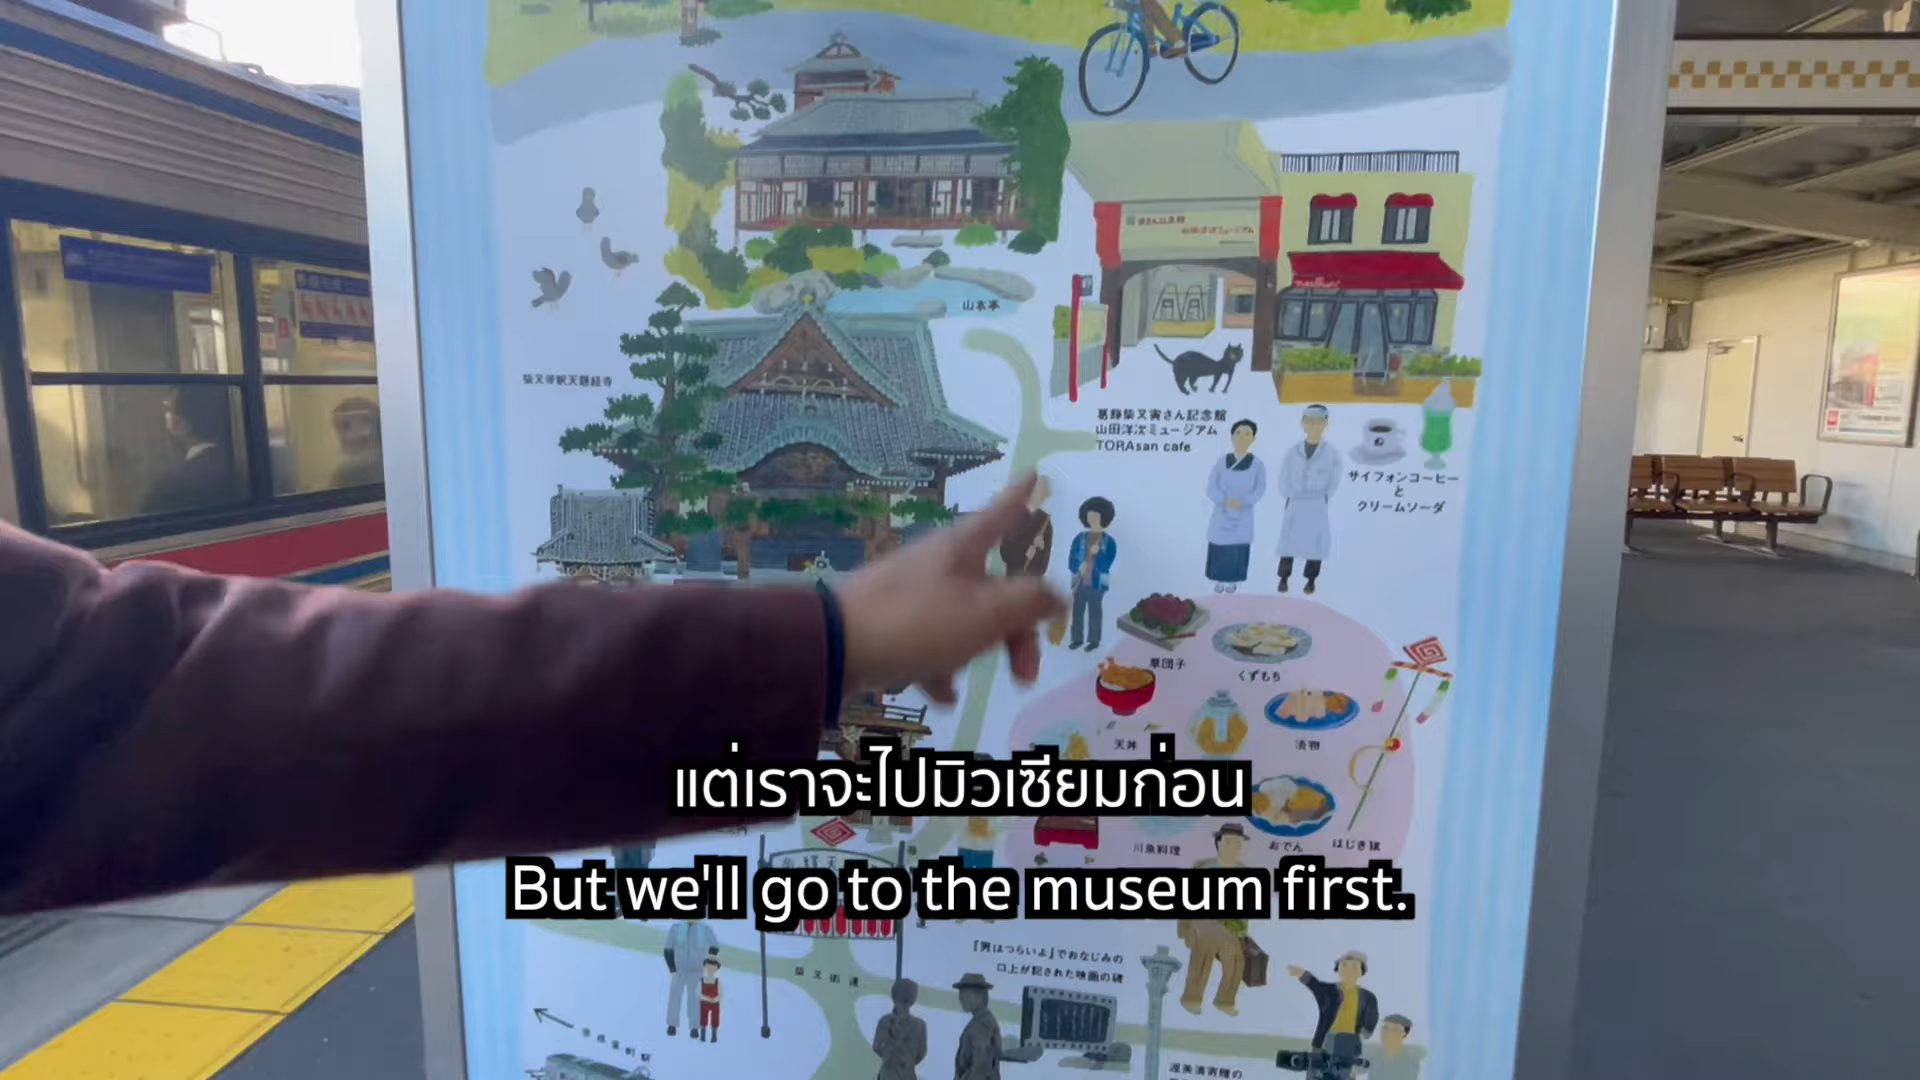 山本亭
柴又帝釈天題経寺
葛飾柴又寅さん記念館
山田洋次ミュージアム
TORAsan cafe
サイフォンコーヒー
と
クリームソーダ
草団子
くずもち
天丼
漬物
แต่เราจะไปมิวเซียมก่อน
川魚料理
おでん
はじき猿
But we'll go to the museum first.
『男はつらいよ』でおなじみの
口上が記された映画の碑
柴又街道
渥美清寄贈の